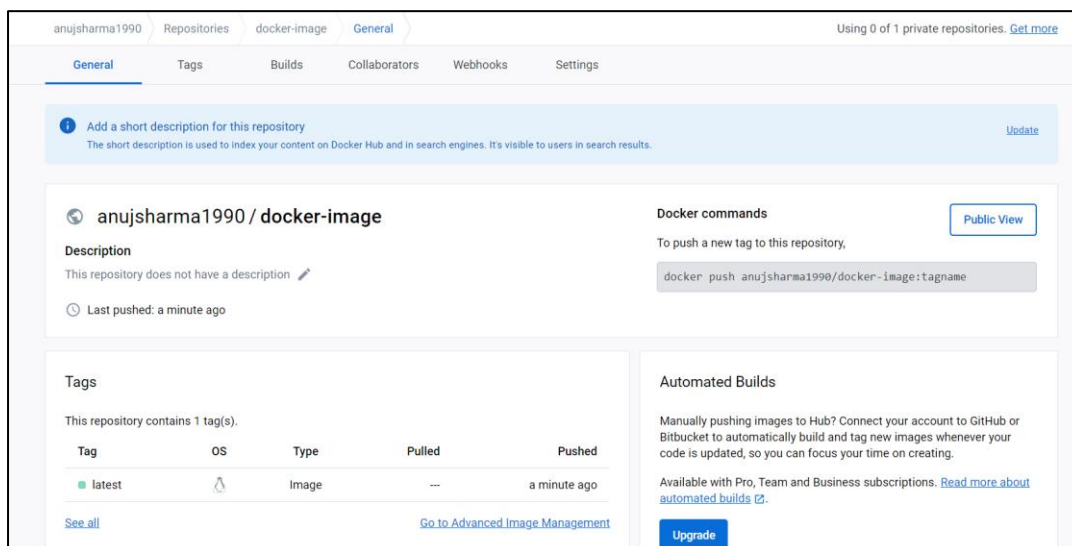 anujsharma1990 Repositories docker-image General Using 0 of 1 private repositories. Get more
General Tags Builds Collaborators Webhooks Settings
Add a short description for this repository Update
The short description is used to index your content on Docker Hub and in search engines. It's visible to users in search results.
anujsharma1990 / docker-image
Description
This repository does not have a description
Last pushed: a minute ago
Docker commands
Public View
To push a new tag to this repository,
docker push anujsharma1990/docker-image:tagname
Tags
This repository contains 1 tag(s).
Tag OS Type Pulled Pushed
latest Image --- a minute ago
See all Go to Advanced Image Management
Automated Builds
Manually pushing images to Hub? Connect your account to GitHub or
Bitbucket to automatically build and tag new images whenever your
code is updated, so you can focus your time on creating.
Available with Pro, Team and Business subscriptions. Read more about
automated builds.
Upgrade